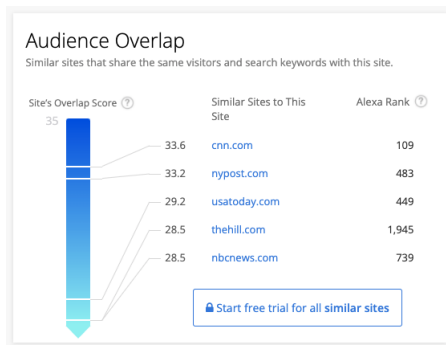 Audience Overlap
Similar sites that share the same visitors and search keywords with this site.
Site's Overlap Score ?
Similar Sites to This
Site
Alexa Rank ?
35
33.6 cnn.com 109
33.2 nypost.com 483
29.2 usatoday.com 449
28.5 thehill.com 1,945
28.5 nbcnews.com 739
Start free trial for all similar sites